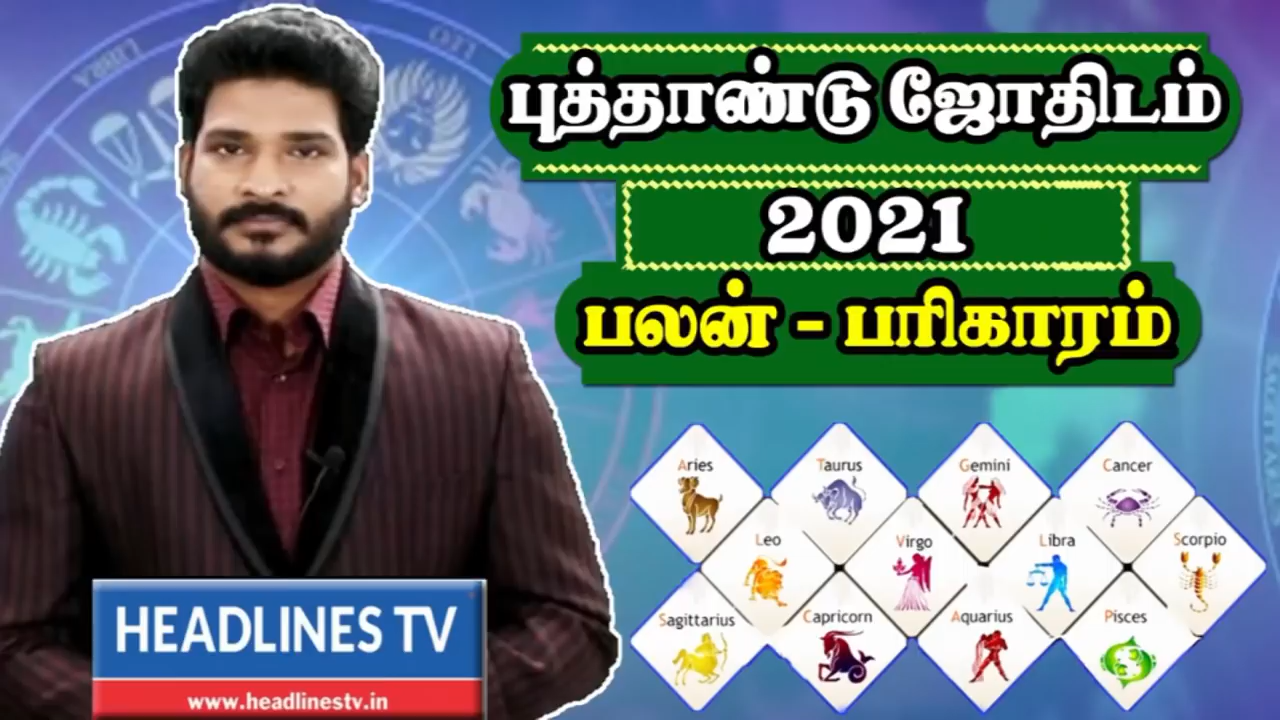 புத்தாண்டு ஜோதிடம்
2021
பலன் - பரிகாரம்
Aries Taurus Gemini Cancer
Leo Virgo Libra Scorpio
Sagittarius Capricorn Aquarius Pisces
HEADLINES TV
www.headlinestv.in
LIBRA